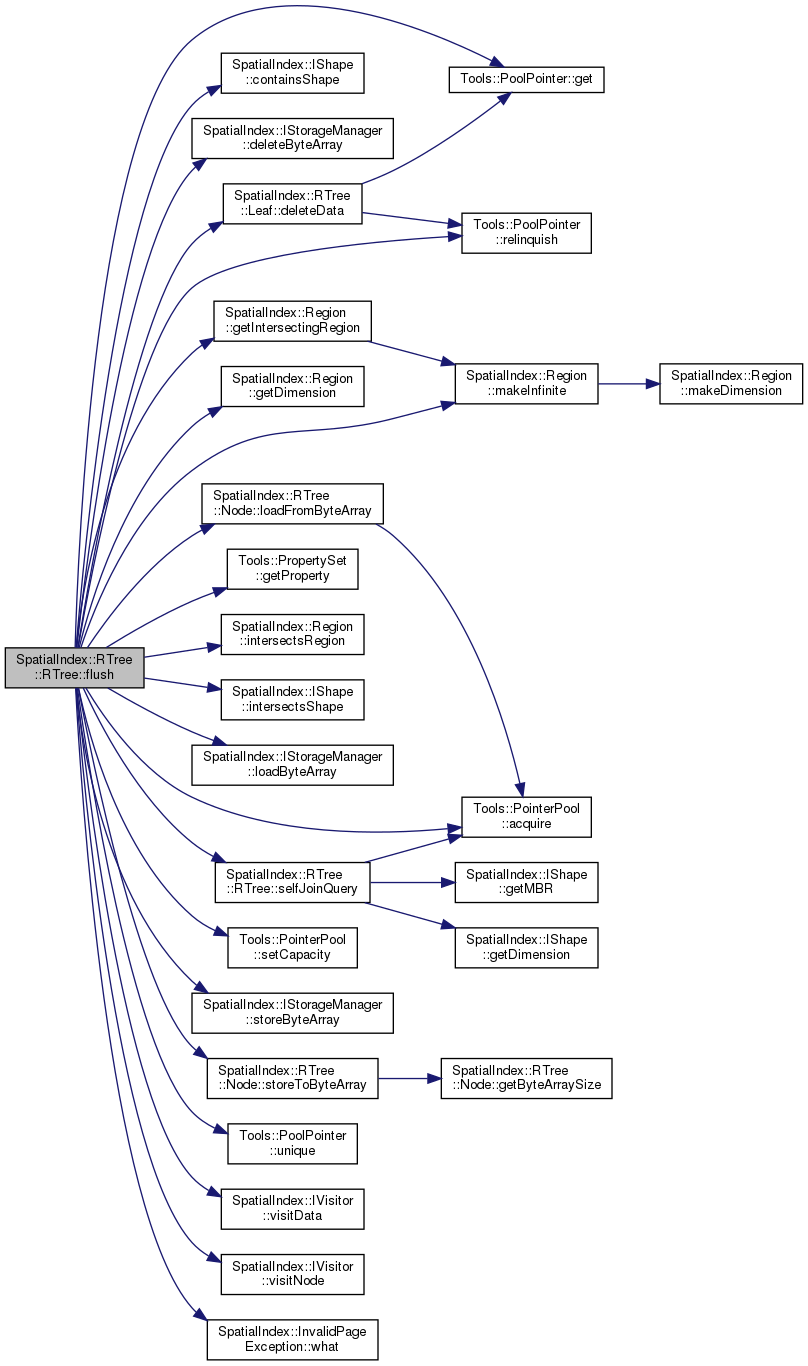 Tools::PoolPointer::get
SpatialIndex::IShape
::containsShape
SpatialIndex::IStorageManager
::deleteByteArray
SpatialIndex::RTree
::Leaf::deleteData
Tools::PoolPointer
::relinquish
SpatialIndex::Region
::getIntersectingRegion
SpatialIndex::Region
::makeInfinite
SpatialIndex::Region
::makeDimension
SpatialIndex::Region
::getDimension
SpatialIndex::RTree
::Node::loadFromByteArray
Tools::PropertySet
::getProperty
SpatialIndex::Region
::intersectsRegion
SpatialIndex::RTree
::RTree::flush
SpatialIndex::IShape
::intersectsShape
SpatialIndex::IStorageManager
::loadByteArray
Tools::PointerPool
::acquire
SpatialIndex::RTree
::RTree::selfJoinQuery
SpatialIndex::IShape
::getMBR
Tools::PointerPool
::setCapacity
SpatialIndex::IShape
::getDimension
SpatialIndex::IStorageManager
::storeByteArray
SpatialIndex::RTree
::Node::storeToByteArray
SpatialIndex::RTree
::Node::getByteArraySize
Tools::PoolPointer
::unique
SpatialIndex::IVisitor
::visitData
SpatialIndex::IVisitor
::visitNode
SpatialIndex::InvalidPage
Exception::what